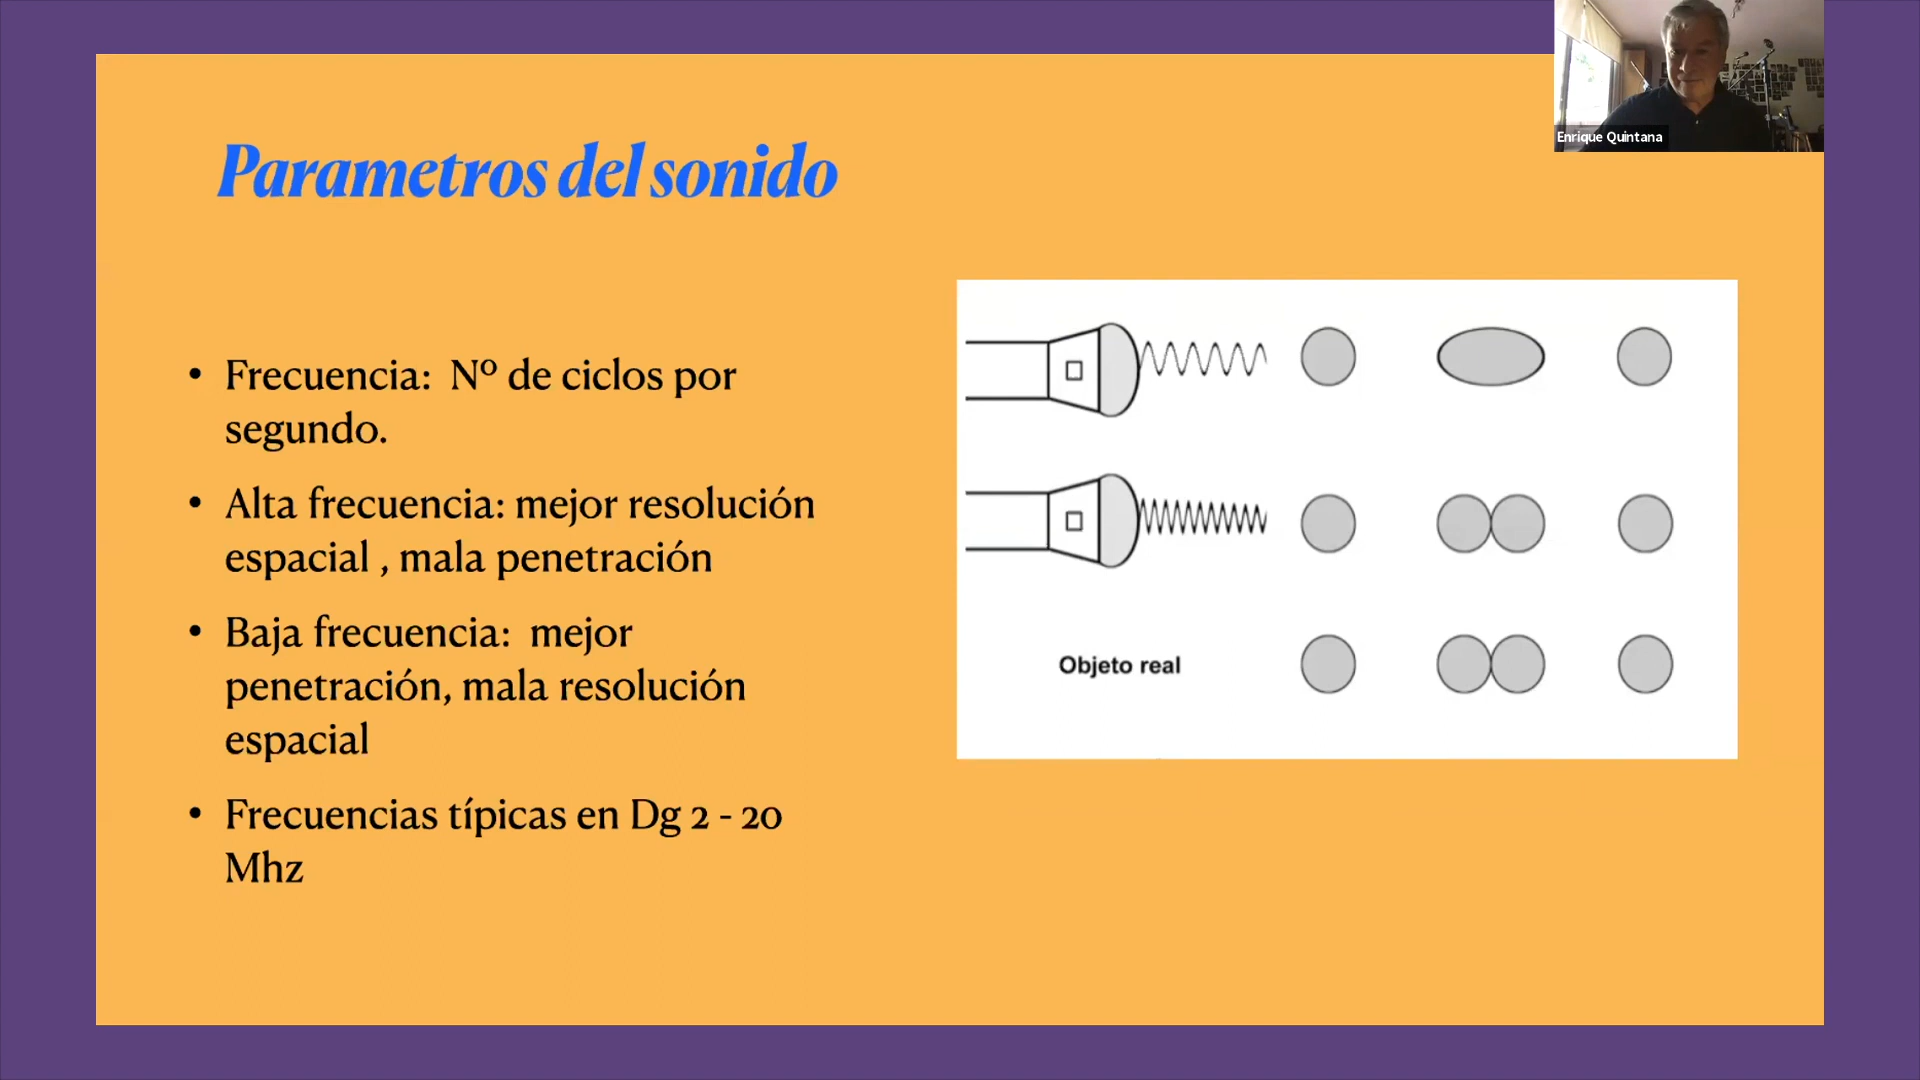 Enrique Quintana
Parametros del sonido
• Frecuencia:  Nº de ciclos por
segundo.
• Alta frecuencia: mejor resolución
espacial , mala penetración
• Baja frecuencia:  mejor
penetración, mala resolución
espacial
• Frecuencias típicas en Dg 2 - 20
Mhz
Objeto real